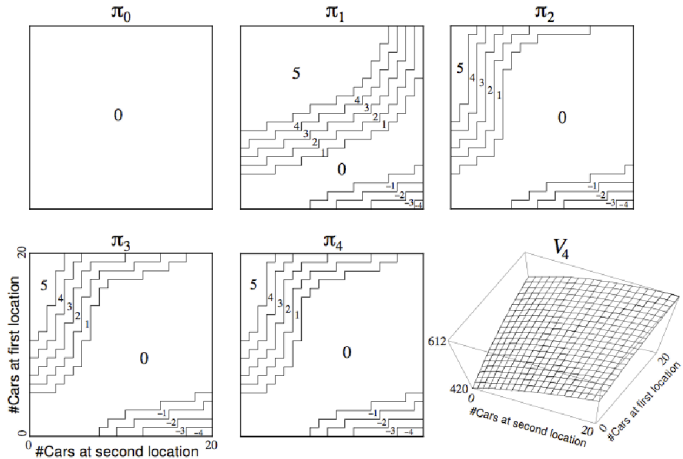 π0 π1 π2
0
5
4 3 2 1
4 3 2 1
0
-1
-2
-3 -4
5 4 3 2 1
0
-1
-2
-3 -4
π3 π4 V4
#Cars at first location
20
0
5
4 3 2 1
0
-1
-2
-3 -4
0 20
#Cars at second location
5
4 3 2 1
0
-1
-2
-3 -4
612
420
0
#Cars at second location
20
0
#Cars at first location
20